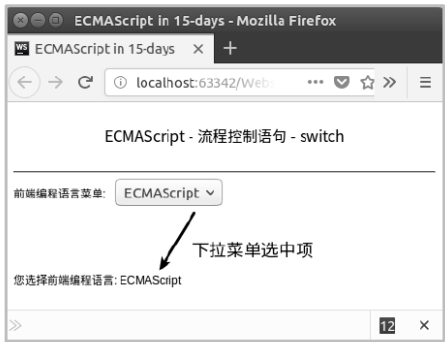 ECMAScript in 15-days - Mozilla Firefox
WS ECMAScript in 15-days × +
localhost:63342/Web
ECMAScript - 流程控制语句 - switch
前端编程语言菜单: ECMAScript
下拉菜单选中项
您选择前端编程语言: ECMAScript
12 ×